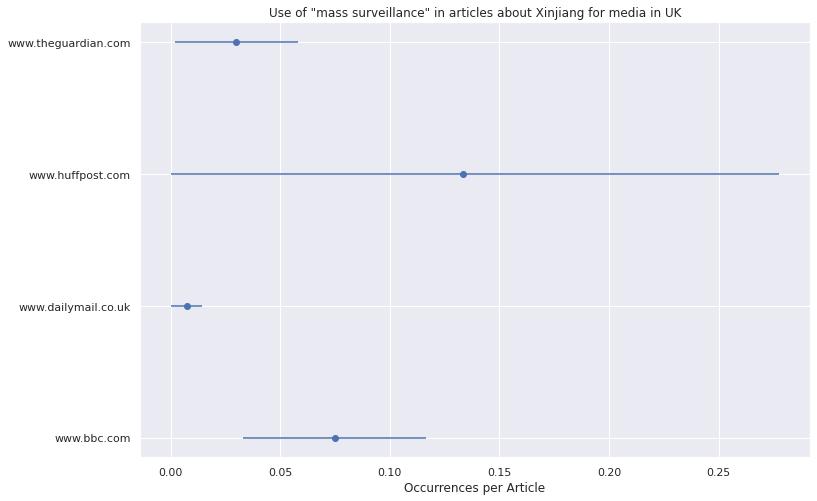 Use of "mass surveillance" in articles about Xinjiang for media in UK
www.theguardian.com
www.huffpost.com
www.dailymail.co.uk
www.bbc.com
0.00 0.05 0.10 0.15 0.20 0.25
Occurrences per Article